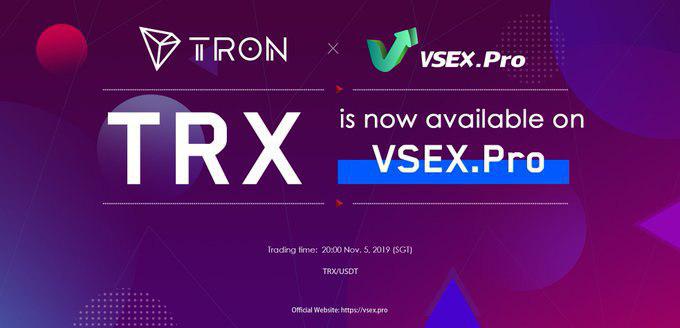 TRON × VSEX.Pro
TRX
is now available on
VSEX.Pro
Trading time: 20:00 Nov. 5, 2019 (SGT)
TRX/USDT
Official Website: https://vsex.pro